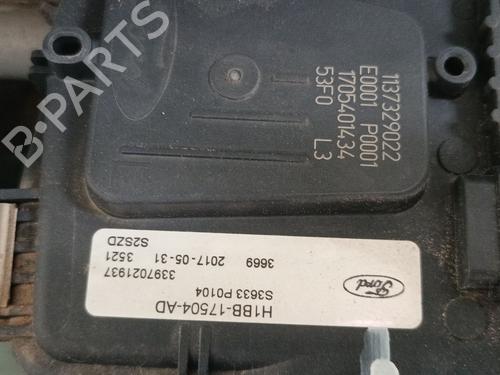 B-PARTS
1137329022
E0001 P0001
1705401434
53F0 L3
H1BB-17504-AD
S3633 P0104
3397021937
3669 2017-05-31 3521
S2SZD
Ford